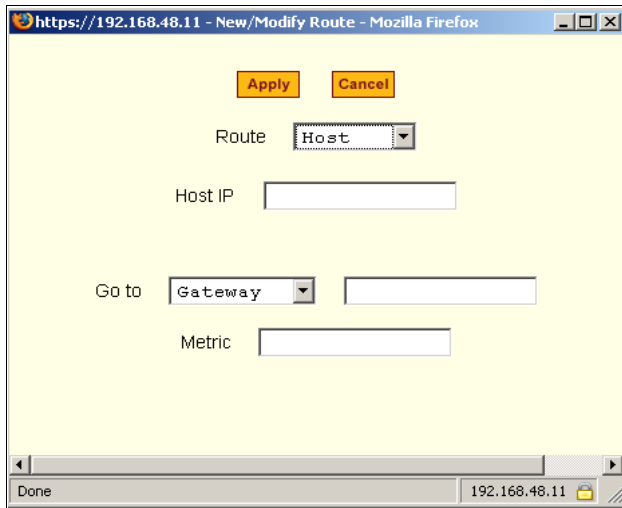 https://192.168.48.11 - New/Modify Route - Mozilla Firefox
Apply Cancel
Route Host
Host IP
Go to Gateway
Metric
Done 192.168.48.11